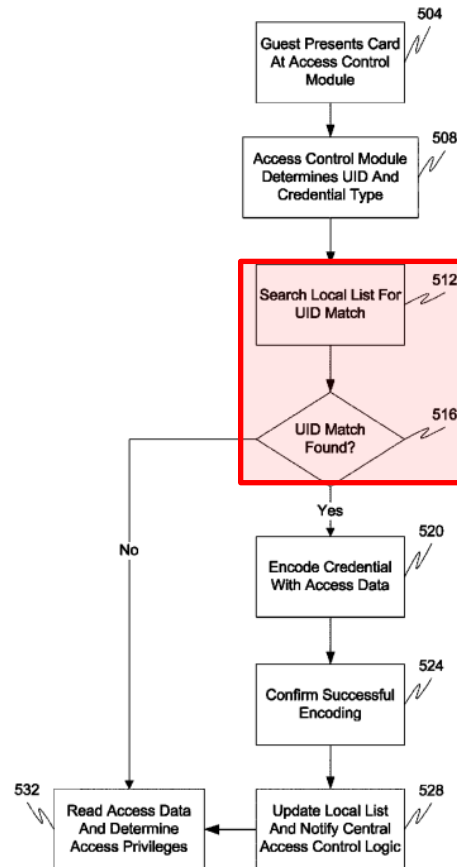 504
Guest Presents Card
At Access Control
Module
508
Access Control Module
Determines UID And
Credential Type
512
Search Local List For
UID Match
516
UID Match
Found?
Yes
No
520
Encode Credential
With Access Data
524
Confirm Successful
Encoding
532
Read Access Data
And Determine
Access Privileges
528
Update Local List
And Notify Central
Access Control Logic